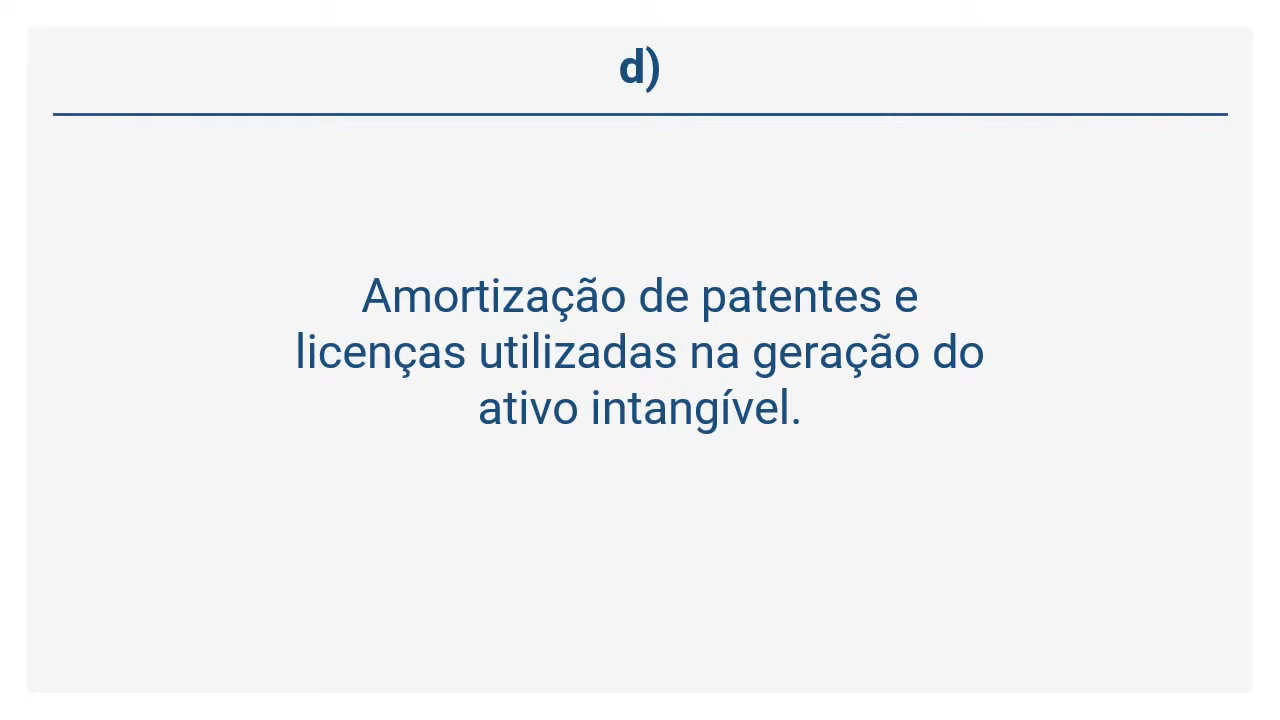 d)
Amortização de patentes e
licenças utilizadas na geração do
ativo intangível.